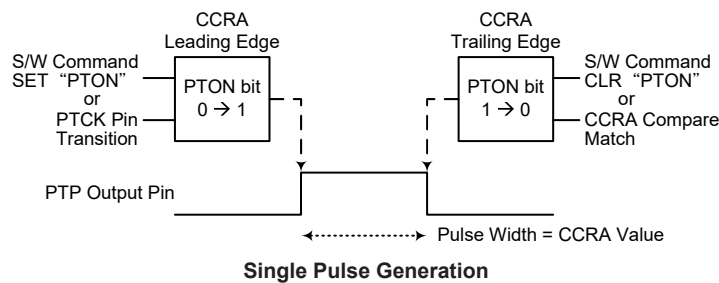 CCRA
Leading Edge
S/W Command
SET “PTON”
or
PTCK Pin
Transition
PTON bit
0 → 1
CCRA
Trailing Edge
PTON bit
1 → 0
S/W Command
CLR “PTON”
or
CCRA Compare
Match
PTP Output Pin
Pulse Width = CCRA Value
Single Pulse Generation